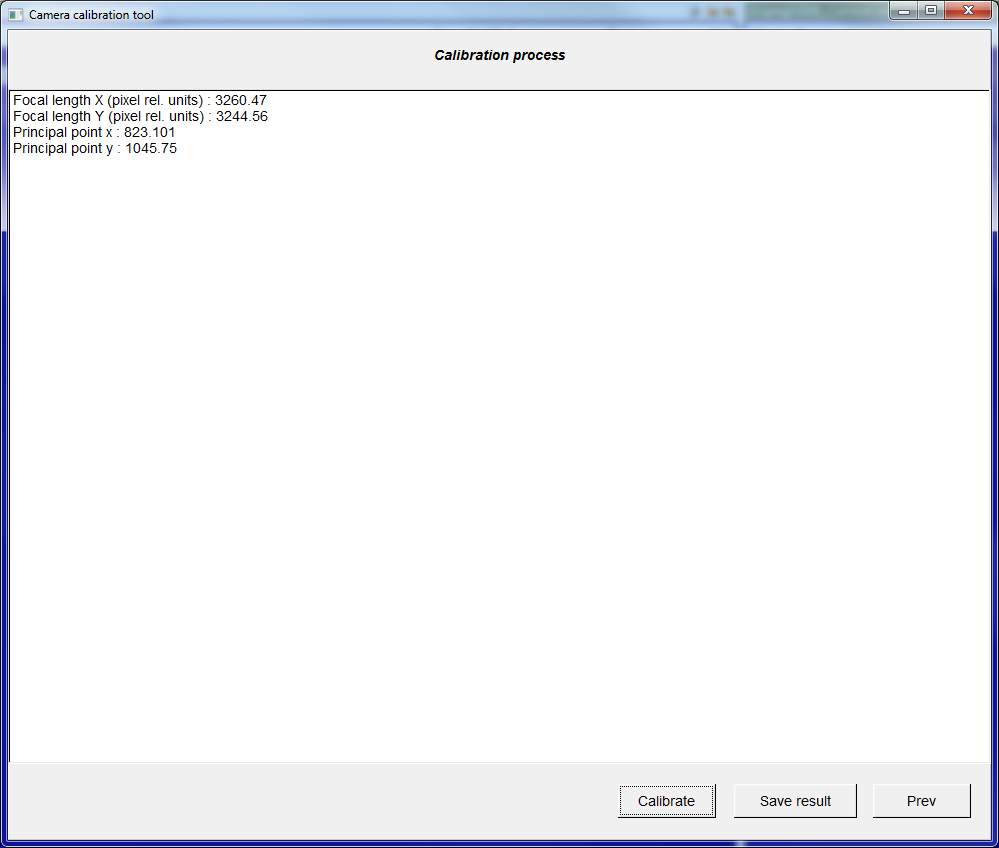 Camera calibration tool
Calibration process
Focal length X (pixel rel. units) : 3260.47
Focal length Y (pixel rel. units) : 3244.56
Principal point x : 823.101
Principal point y : 1045.75
Calibrate
Save result
Prev